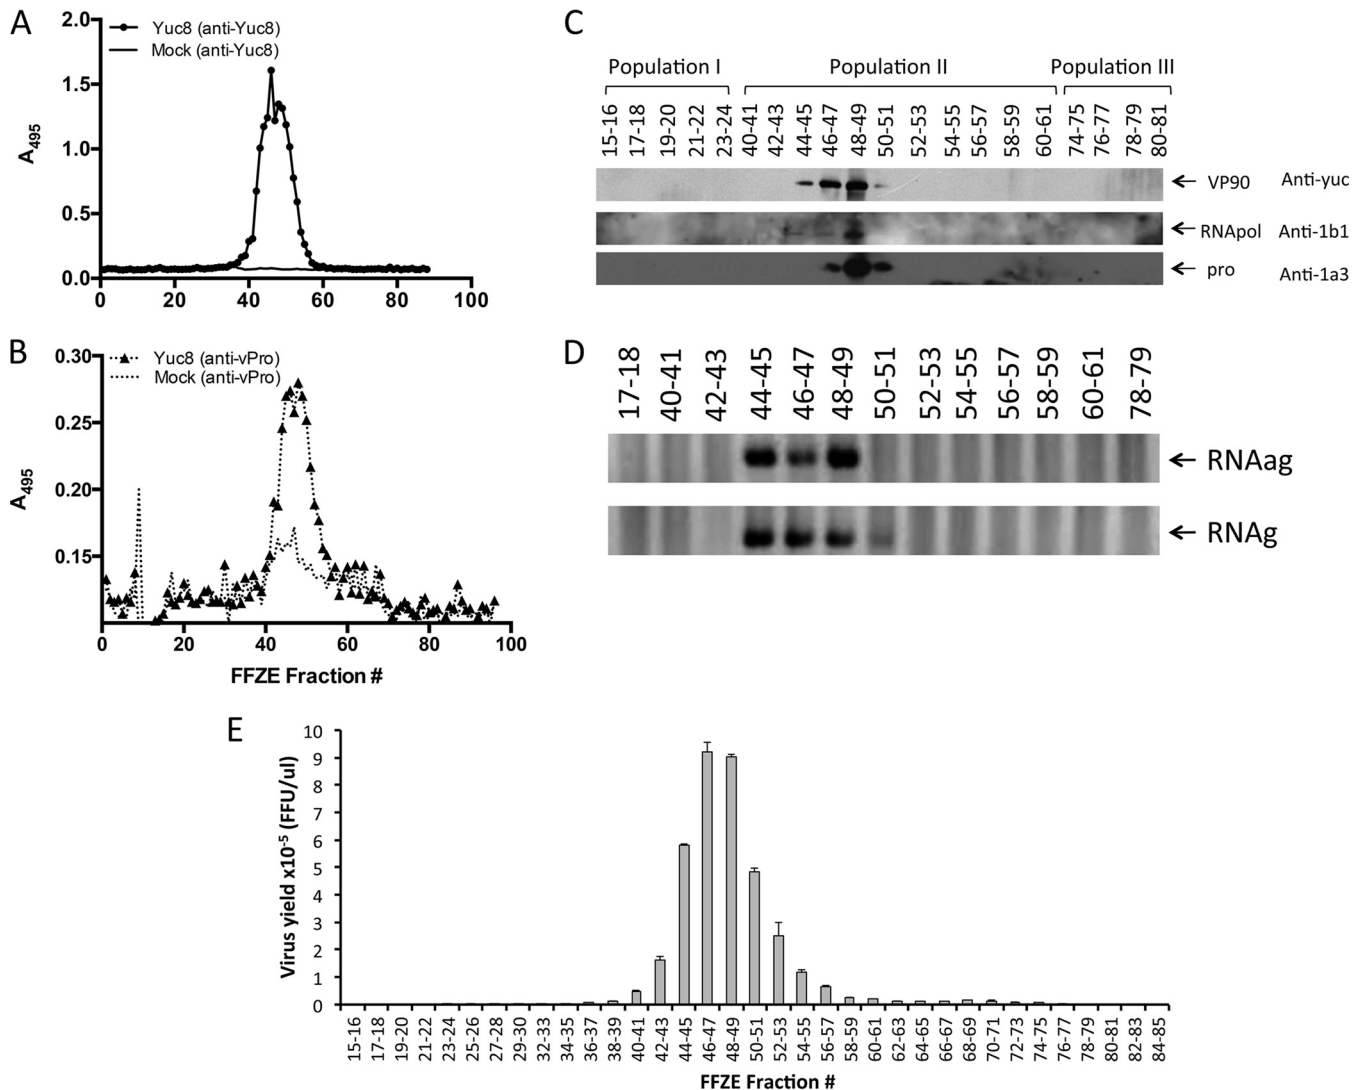 A
2.0
1.5
1.0
0.5
0.0
A495
Yuc8 (anti-Yuc8)
Mock (anti-Yuc8)
0 20 40 60 80 100
B
0.30
0.25
0.20
0.15
A495
Yuc8 (anti-vPro)
Mock (anti-vPro)
0 20 40 60 80 100
FFZE Fraction #
C
Population I Population II Population III
15-16 17-18 19-20 21-22 23-24 40-41 42-43 44-45 46-47 48-49 50-51 52-53 54-55 56-57 58-59 60-61 74-75 76-77 78-79 80-81
VP90 Anti-yuc
RNApol Anti-1b1
pro Anti-1a3
D
17-18 40-41 42-43 44-45 46-47 48-49 50-51 52-53 54-55 56-57 58-59 60-61 78-79
RNAag
RNAg
E
Virus yield x10-5 (FFU/ul)
10
9
8
7
6
5
4
3
2
1
0
15-16 17-18 19-20 21-22 23-24 25-26 27-28 29-30 32-33 34-35 36-37 38-39 40-41 42-43 44-45 46-47 48-49 50-51 52-53 54-55 56-57 58-59 60-61 62-63 64-65 66-67 68-69 70-71 72-73 74-75 76-77 78-79 80-81 82-83 84-85
FFZE Fraction #